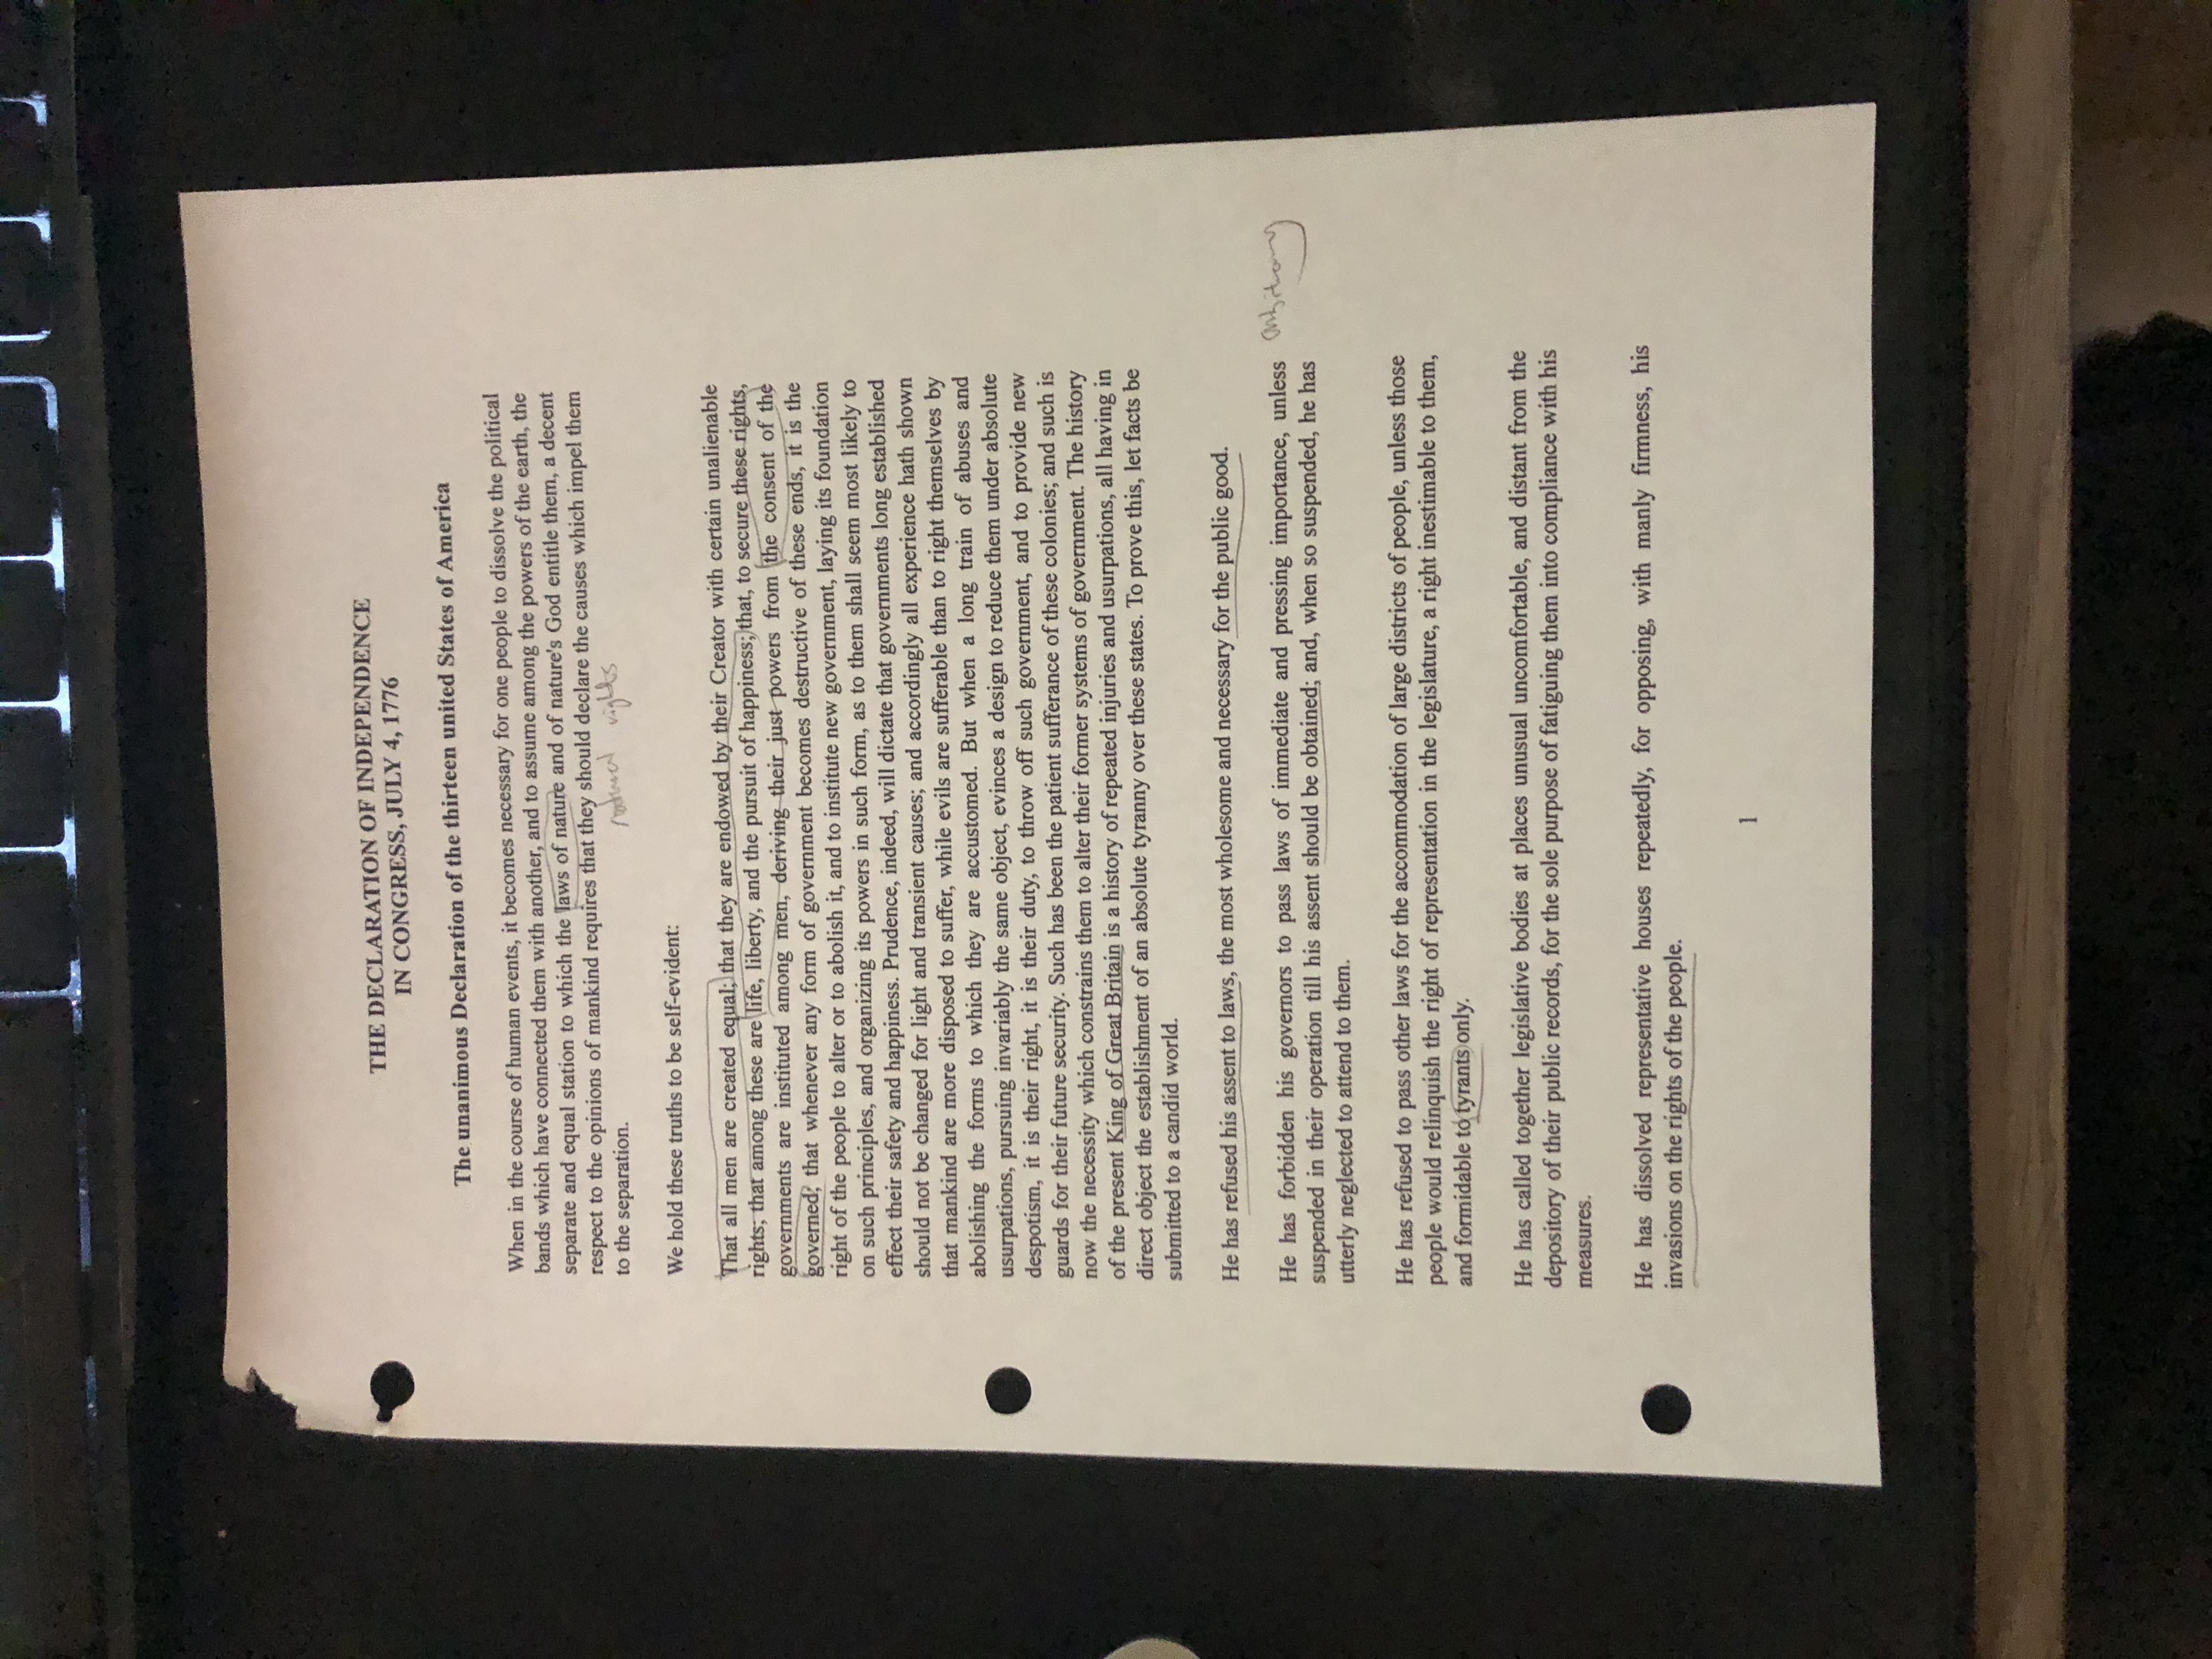 THE DECLARATION OF INDEPENDENCE
IN CONGRESS, JULY 4, 1776
The unanimous Declaration of the thirteen united States of America
When in the course of human events, it becomes necessary for one people to dissolve the political
bands which have connected them with another, and to assume among the powers of the earth, the
separate and equal station to which the laws of nature and of nature's God entitle them, a decent
respect to the opinions of mankind requires that they should declare the causes which impel them
to the separation.
natural rights
We hold these truths to be self-evident:
That all men are created equal; that they are endowed by their Creator with certain unalienable
rights; that among these are life, liberty, and the pursuit of happiness; that, to secure these rights,
governments are instituted among men, deriving their just powers from the consent of the
governed; that whenever any form of government becomes destructive of these ends, it is the
right of the people to alter or to abolish it, and to institute new government, laying its foundation
on such principles, and organizing its powers in such form, as to them shall seem most likely to
effect their safety and happiness. Prudence, indeed, will dictate that governments long established
should not be changed for light and transient causes; and accordingly all experience hath shown
that mankind are more disposed to suffer, while evils are sufferable than to right themselves by
abolishing the forms to which they are accustomed. But when a long train of abuses and
usurpations, pursuing invariably the same object, evinces a design to reduce them under absolute
despotism, it is their right, it is their duty, to throw off such government, and to provide new
guards for their future security. Such has been the patient sufferance of these colonies; and such is
now the necessity which constrains them to alter their former systems of government. The history
of the present King of Great Britain is a history of repeated injuries and usurpations, all having in
direct object the establishment of an absolute tyranny over these states. To prove this, let facts be
submitted to a candid world.
He has refused his assent to laws, the most wholesome and necessary for the public good.
He has forbidden his governors to pass laws of immediate and pressing importance, unless
suspended in their operation till his assent should be obtained; and, when so suspended, he has
utterly neglected to attend to them.
He has refused to pass other laws for the accommodation of large districts of people, unless those
people would relinquish the right of representation in the legislature, a right inestimable to them,
and formidable to tyrants only.
He has called together legislative bodies at places unusual uncomfortable, and distant from the
depository of their public records, for the sole purpose of fatiguing them into compliance with his
measures.
He has dissolved representative houses repeatedly, for opposing, with manly firmness, his
invasions on the rights of the people.
1